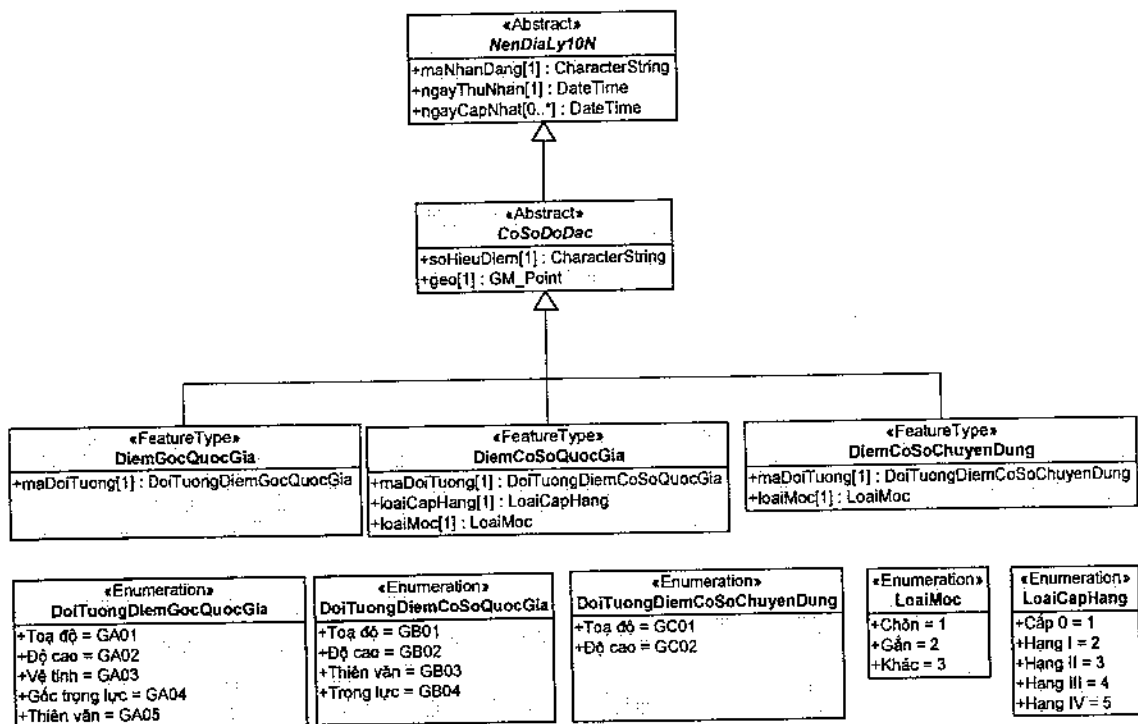 «Abstract»
NenDiaLy10N
+maNhanDang[1] : CharacterString
+ngayThuNhan[1] : DateTime
+ngayCapNhat[0..*] : DateTime
«Abstract»
CoSoDoDac
+soHieuDiem[1] : CharacterString
+geo[1] : GM_Point
«FeatureType»
DiemGocQuocGia
+maDoiTuong[1] : DoiTuongDiemGocQuocGia
«FeatureType»
DiemCoSoQuocGia
+maDoiTuong[1] : DoiTuongDiemCoSoQuocGia
+loaiCapHang[1] : LoaiCapHang
+loaiMoc[1] : LoaiMoc
«FeatureType»
DiemCoSoChuyenDung
+maDoiTuong[1] : DoiTuongDiemCoSoChuyenDung
+loaiMoc[1] : LoaiMoc
«Enumeration»
DoiTuongDiemGocQuocGia
+Toạ độ = GA01
+Độ cao = GA02
+Vệ tinh = GA03
+Gốc trọng lực = GA04
+Thiên văn = GA05
«Enumeration»
DoiTuongDiemCoSoQuocGia
+Toạ độ = GB01
+Độ cao = GB02
+Thiên văn = GB03
+Trọng lực = GB04
«Enumeration»
DoiTuongDiemCoSoChuyenDung
+Toạ độ = GC01
+Độ cao = GC02
«Enumeration»
LoaiMoc
+Chôn = 1
+Gắn = 2
+Khác = 3
«Enumeration»
LoaiCapHang
+Cấp 0 = 1
+Hạng I = 2
+Hạng II = 3
+Hạng III = 4
+Hạng IV = 5